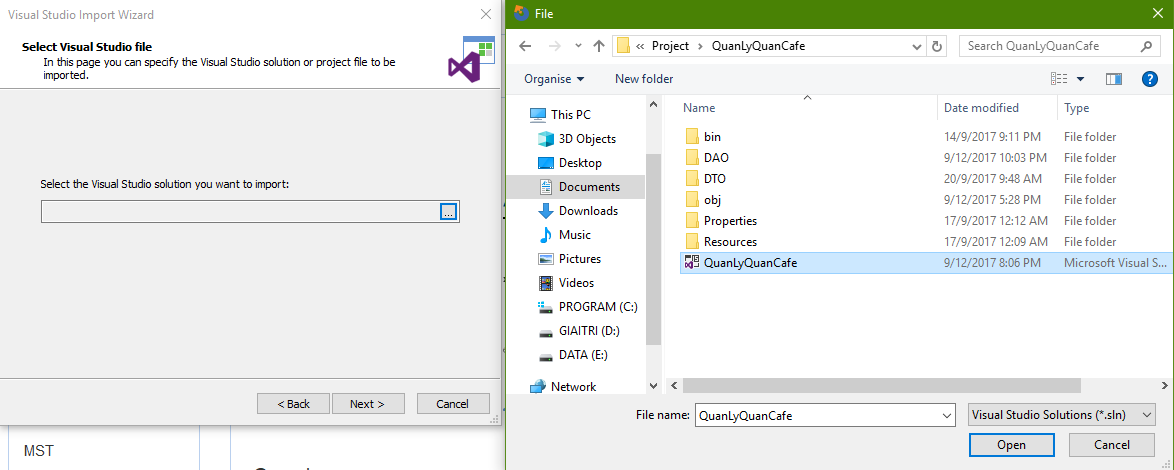 Visual Studio Import Wizard
Select Visual Studio file
In this page you can specify the Visual Studio solution or project file to be
imported.
Select the Visual Studio solution you want to import:
...
< Back
Next >
Cancel
MST
File
« Project > QuanLyQuanCafe
Search QuanLyQuanCafe
Organise
New folder
?
This PC
3D Objects
Desktop
Documents
Downloads
Music
Pictures
Videos
PROGRAM (C:)
GIAITRI (D:)
DATA (E:)
Network
Name Date modified Type
bin 14/9/2017 9:11 PM File folder
DAO 9/12/2017 10:03 PM File folder
DTO 20/9/2017 9:48 AM File folder
obj 9/12/2017 5:28 PM File folder
Properties 17/9/2017 12:12 AM File folder
Resources 17/9/2017 12:09 AM File folder
QuanLyQuanCafe 9/12/2017 8:06 PM Microsoft Visual S...
File name: QuanLyQuanCafe
Visual Studio Solutions (*.sln)
Open
Cancel